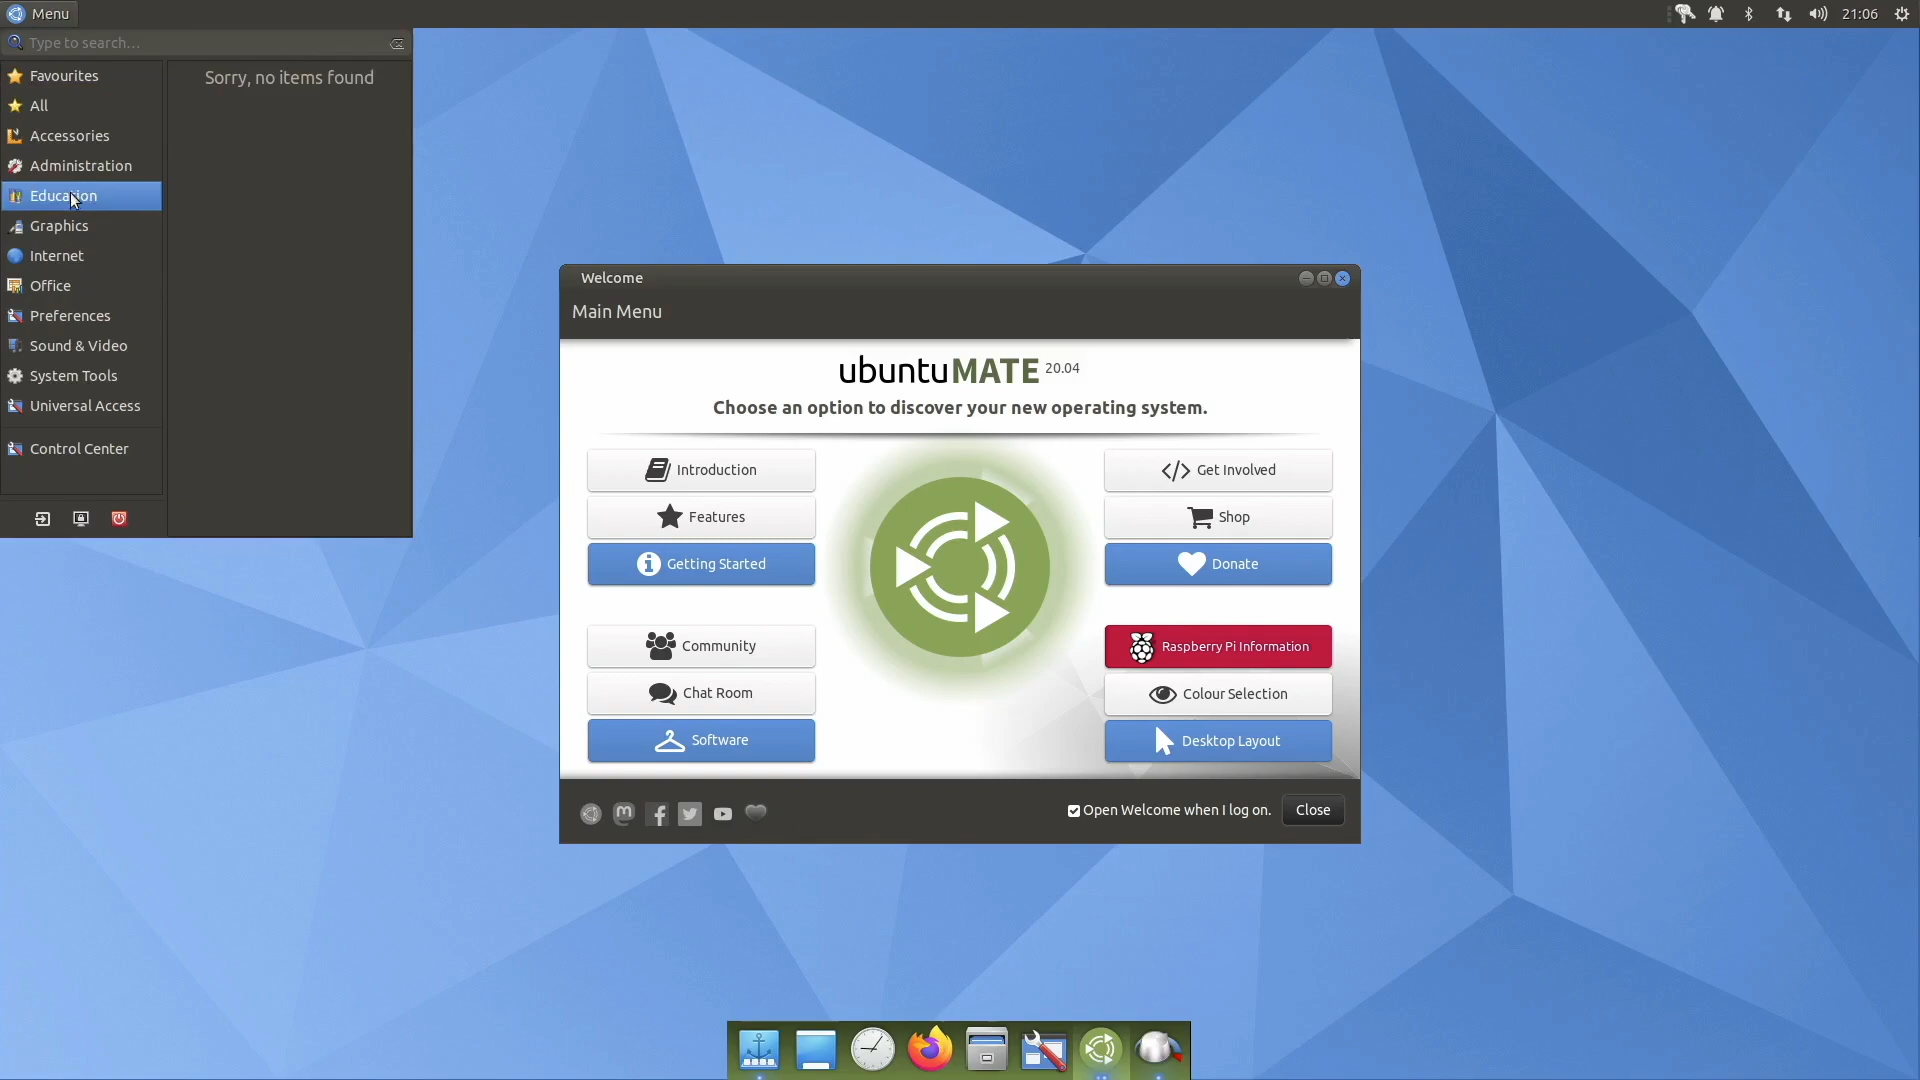 Menu
21:06
Type to search...
Favourites
All
Accessories
Administration
Education
Graphics
Internet
Office
Preferences
Sound & Video
System Tools
Universal Access
Control Center
Sorry, no items found
Welcome
Main Menu
ubuntu MATE 20.04
Choose an option to discover your new operating system.
Introduction
Features
Getting Started
Community
Chat Room
Software
Get Involved
Shop
Donate
Raspberry Pi Information
Colour Selection
Desktop Layout
Open Welcome when I log on.
Close